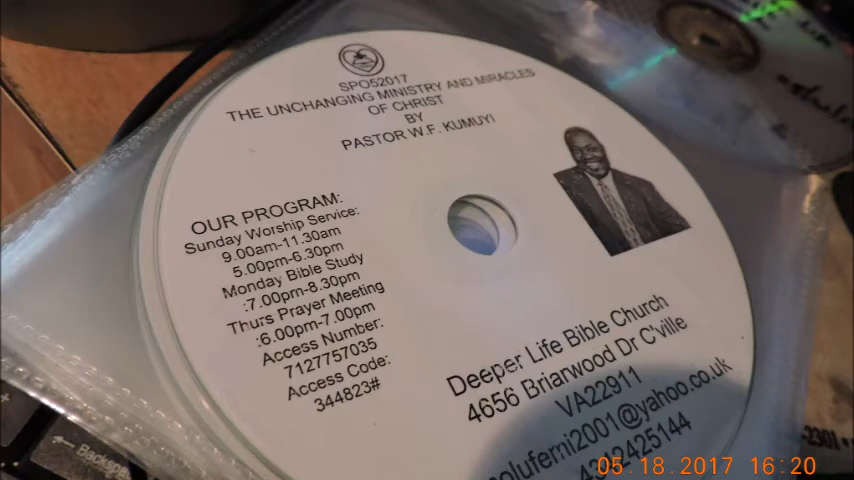 SPO52017
THE UNCHANGING MINISTRY AND MIRACLES
OF CHRIST
BY
PASTOR W.F. KUMUYI
OUR PROGRAM:
Sunday Worship Service:
9.00am-11.30am
5.00pm-6.30pm
Monday Bible Study
:7.00pm-8.30pm
Thurs Prayer Meeting
:6.00pm-7.00pm
Access Number:
7127757035
Access Code:
344823#
Deeper Life Bible Church
4656 Briarwood Dr C'ville
VA22911
olufemi2001@yahoo.co.uk
4342425144
Backspa
-2301
05.18.2017 16:20